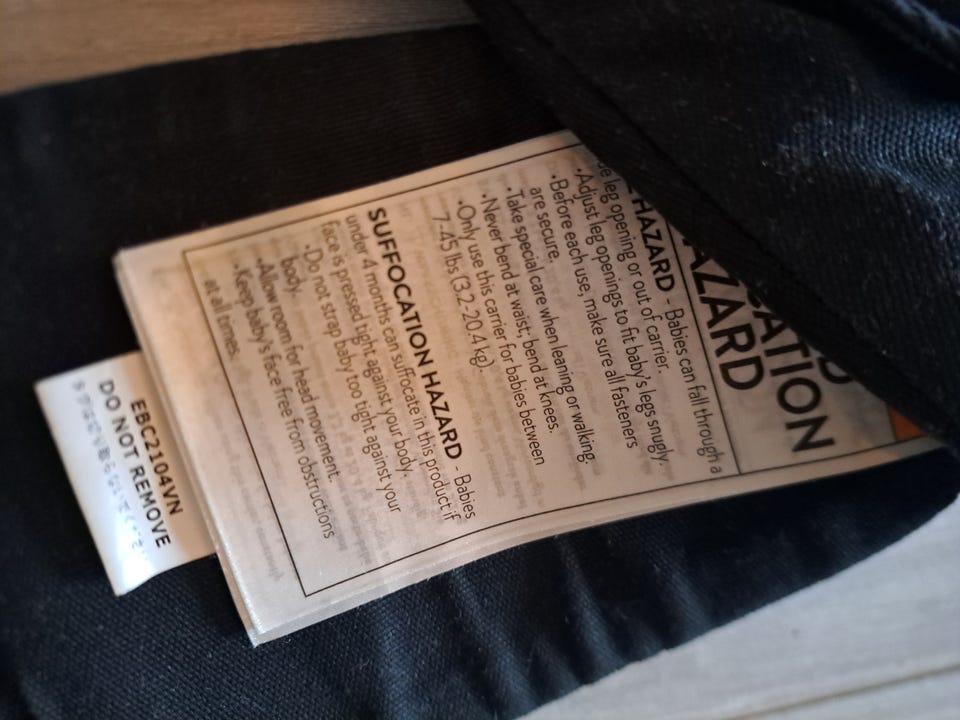 ATION
AZARD
HAZARD - Babies can fall through a
leg opening or out of carrier.
•Adjust leg openings to fit baby's legs snugly.
•Before each use, make sure all fasteners
are secure.
•Take special care when leaning or walking.
•Never bend at waist; bend at knees.
•Only use this carrier for babies between
7-45 lbs (3.2-20.4 kg).
SUFFOCATION HAZARD - Babies
under 4 months can suffocate in this product if
face is pressed tight against your body.
•Do not strap baby too tight against your
body.
•Allow room for head movement.
•Keep baby's face free from obstructions
at all times.
EBC2104VN
DO NOT REMOVE